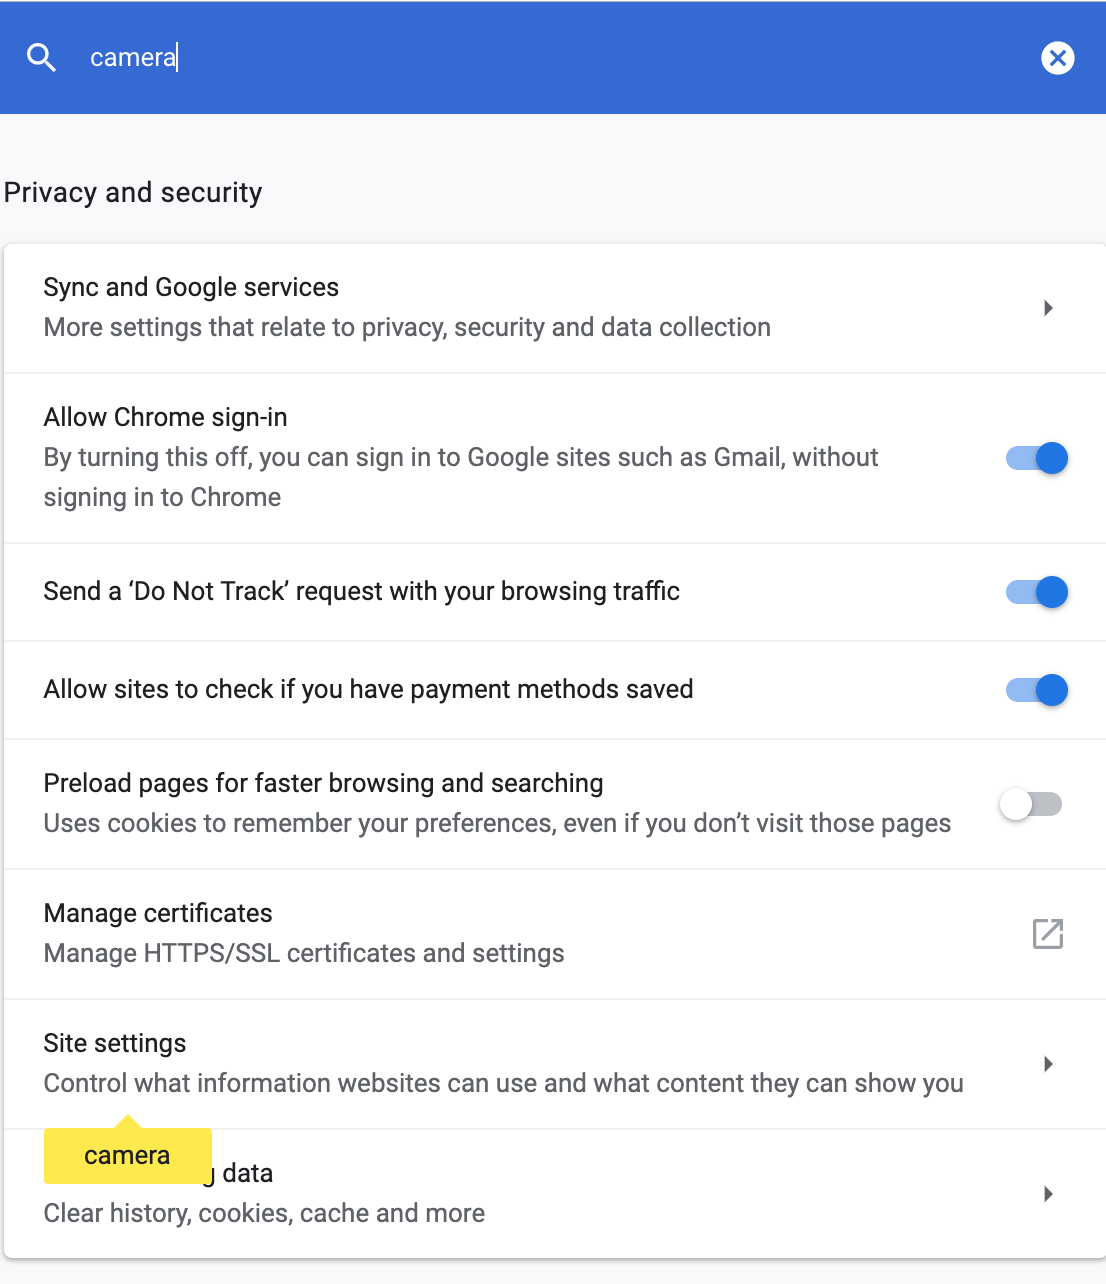 camera
Privacy and security
Sync and Google services
More settings that relate to privacy, security and data collection
Allow Chrome sign-in
By turning this off, you can sign in to Google sites such as Gmail, without
signing in to Chrome
Send a ‘Do Not Track’ request with your browsing traffic
Allow sites to check if you have payment methods saved
Preload pages for faster browsing and searching
Uses cookies to remember your preferences, even if you don’t visit those pages
Manage certificates
Manage HTTPS/SSL certificates and settings
Site settings
Control what information websites can use and what content they can show you
camera
data
Clear history, cookies, cache and more